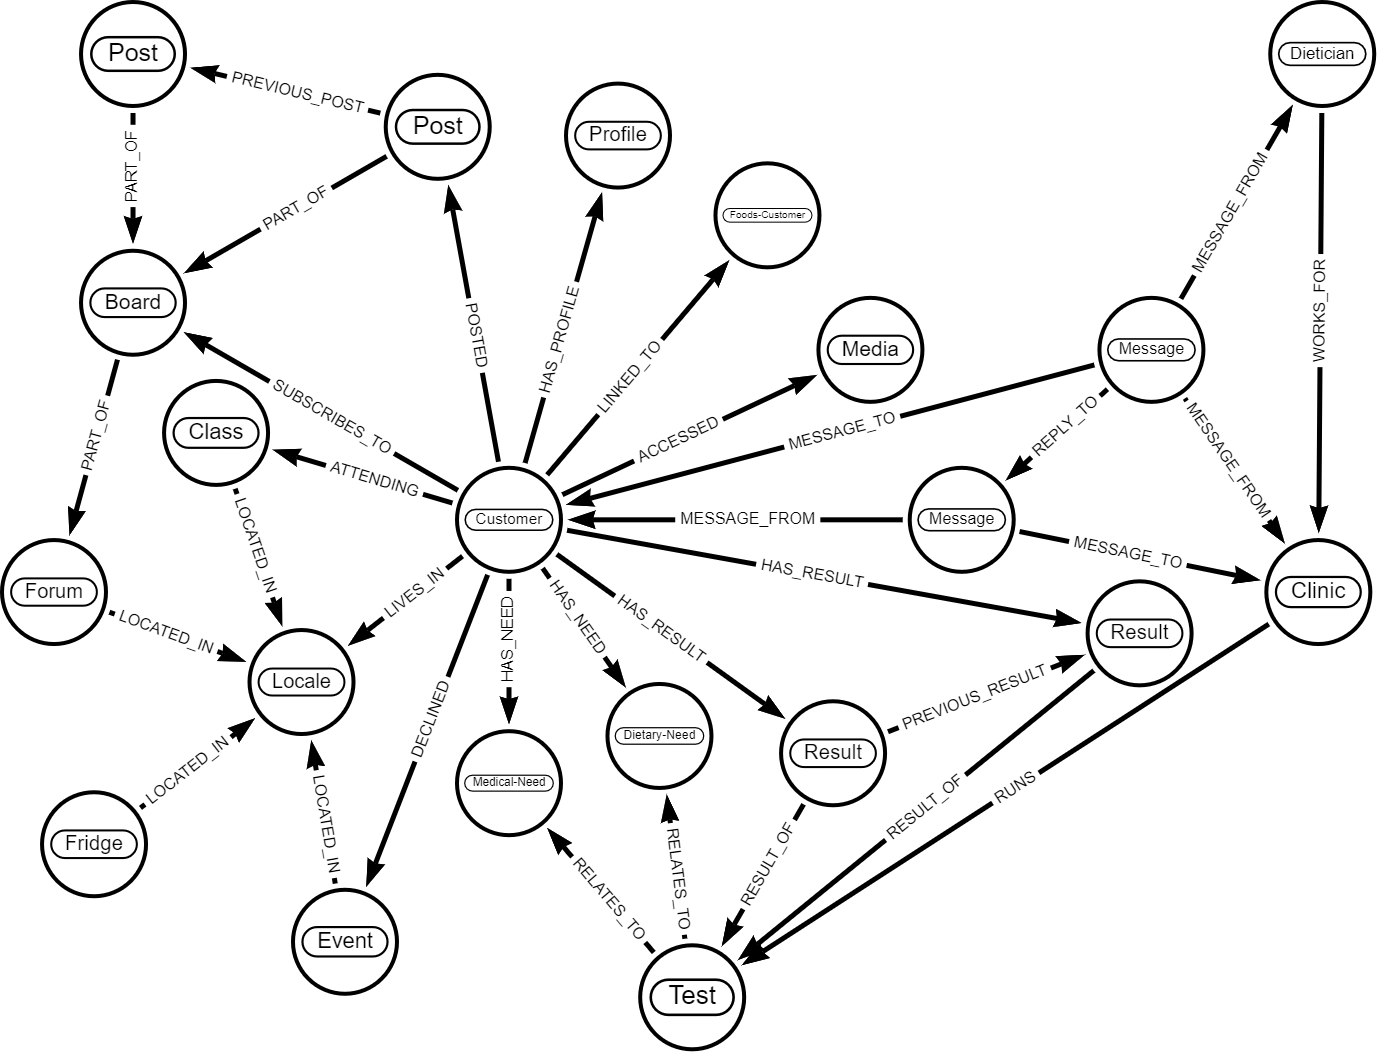 Post
Dietician
PREVIOUS_POST
Post
Profile
PART_OF
PART_OF
Foods-Customer
MESSAGE_FROM
Board
WORKS_FOR
POSTED
HAS_PROFILE
LINKED_TO
Media
Message
SUBSCRIBES_TO
ACCESSED
MESSAGE_TO
REPLY_TO
MESSAGE_FROM
PART_OF
Class
ATTENDING
Customer
MESSAGE_FROM
Message
MESSAGE_TO
LOCATED_IN
HAS_RESULT
Forum
LIVES_IN
HAS_NEED
HAS_NEED
HAS_RESULT
Clinic
LOCATED_IN
Result
Locale
DECLINED
PREVIOUS_RESULT
Dietary-Need
Result
LOCATED_IN
Medical-Need
LOCATED_IN
RESULT_OF
RUNS
Fridge
RELATES_TO
RELATES_TO
RESULT_OF
Event
Test